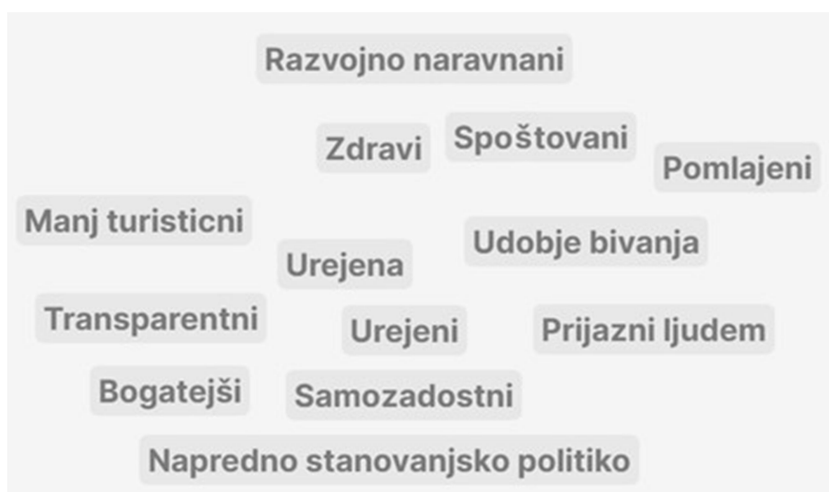 Razvojno naravnani
Zdravi
Spoštovani
Pomlajeni
Manj turisticni
Udobje bivanja
Urejena
Transparentni
Urejeni
Prijazni ljudem
Bogatejši
Samozadostni
Napredno stanovanjsko politiko